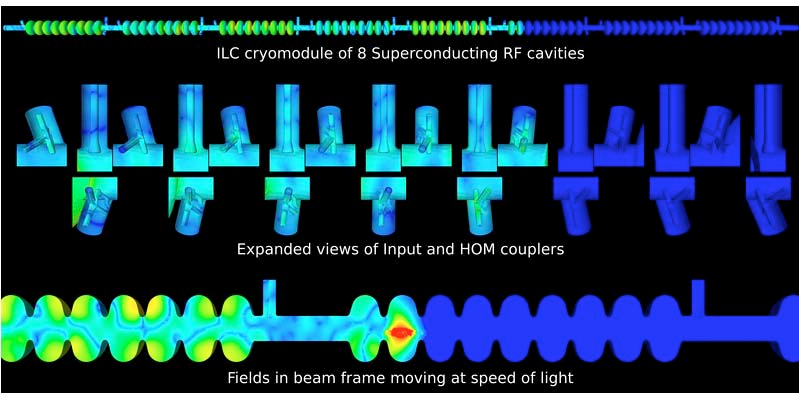 ILC cryomodule of 8 Superconducting RF cavities
Expanded views of Input and HOM couplers
Fields in beam frame moving at speed of light